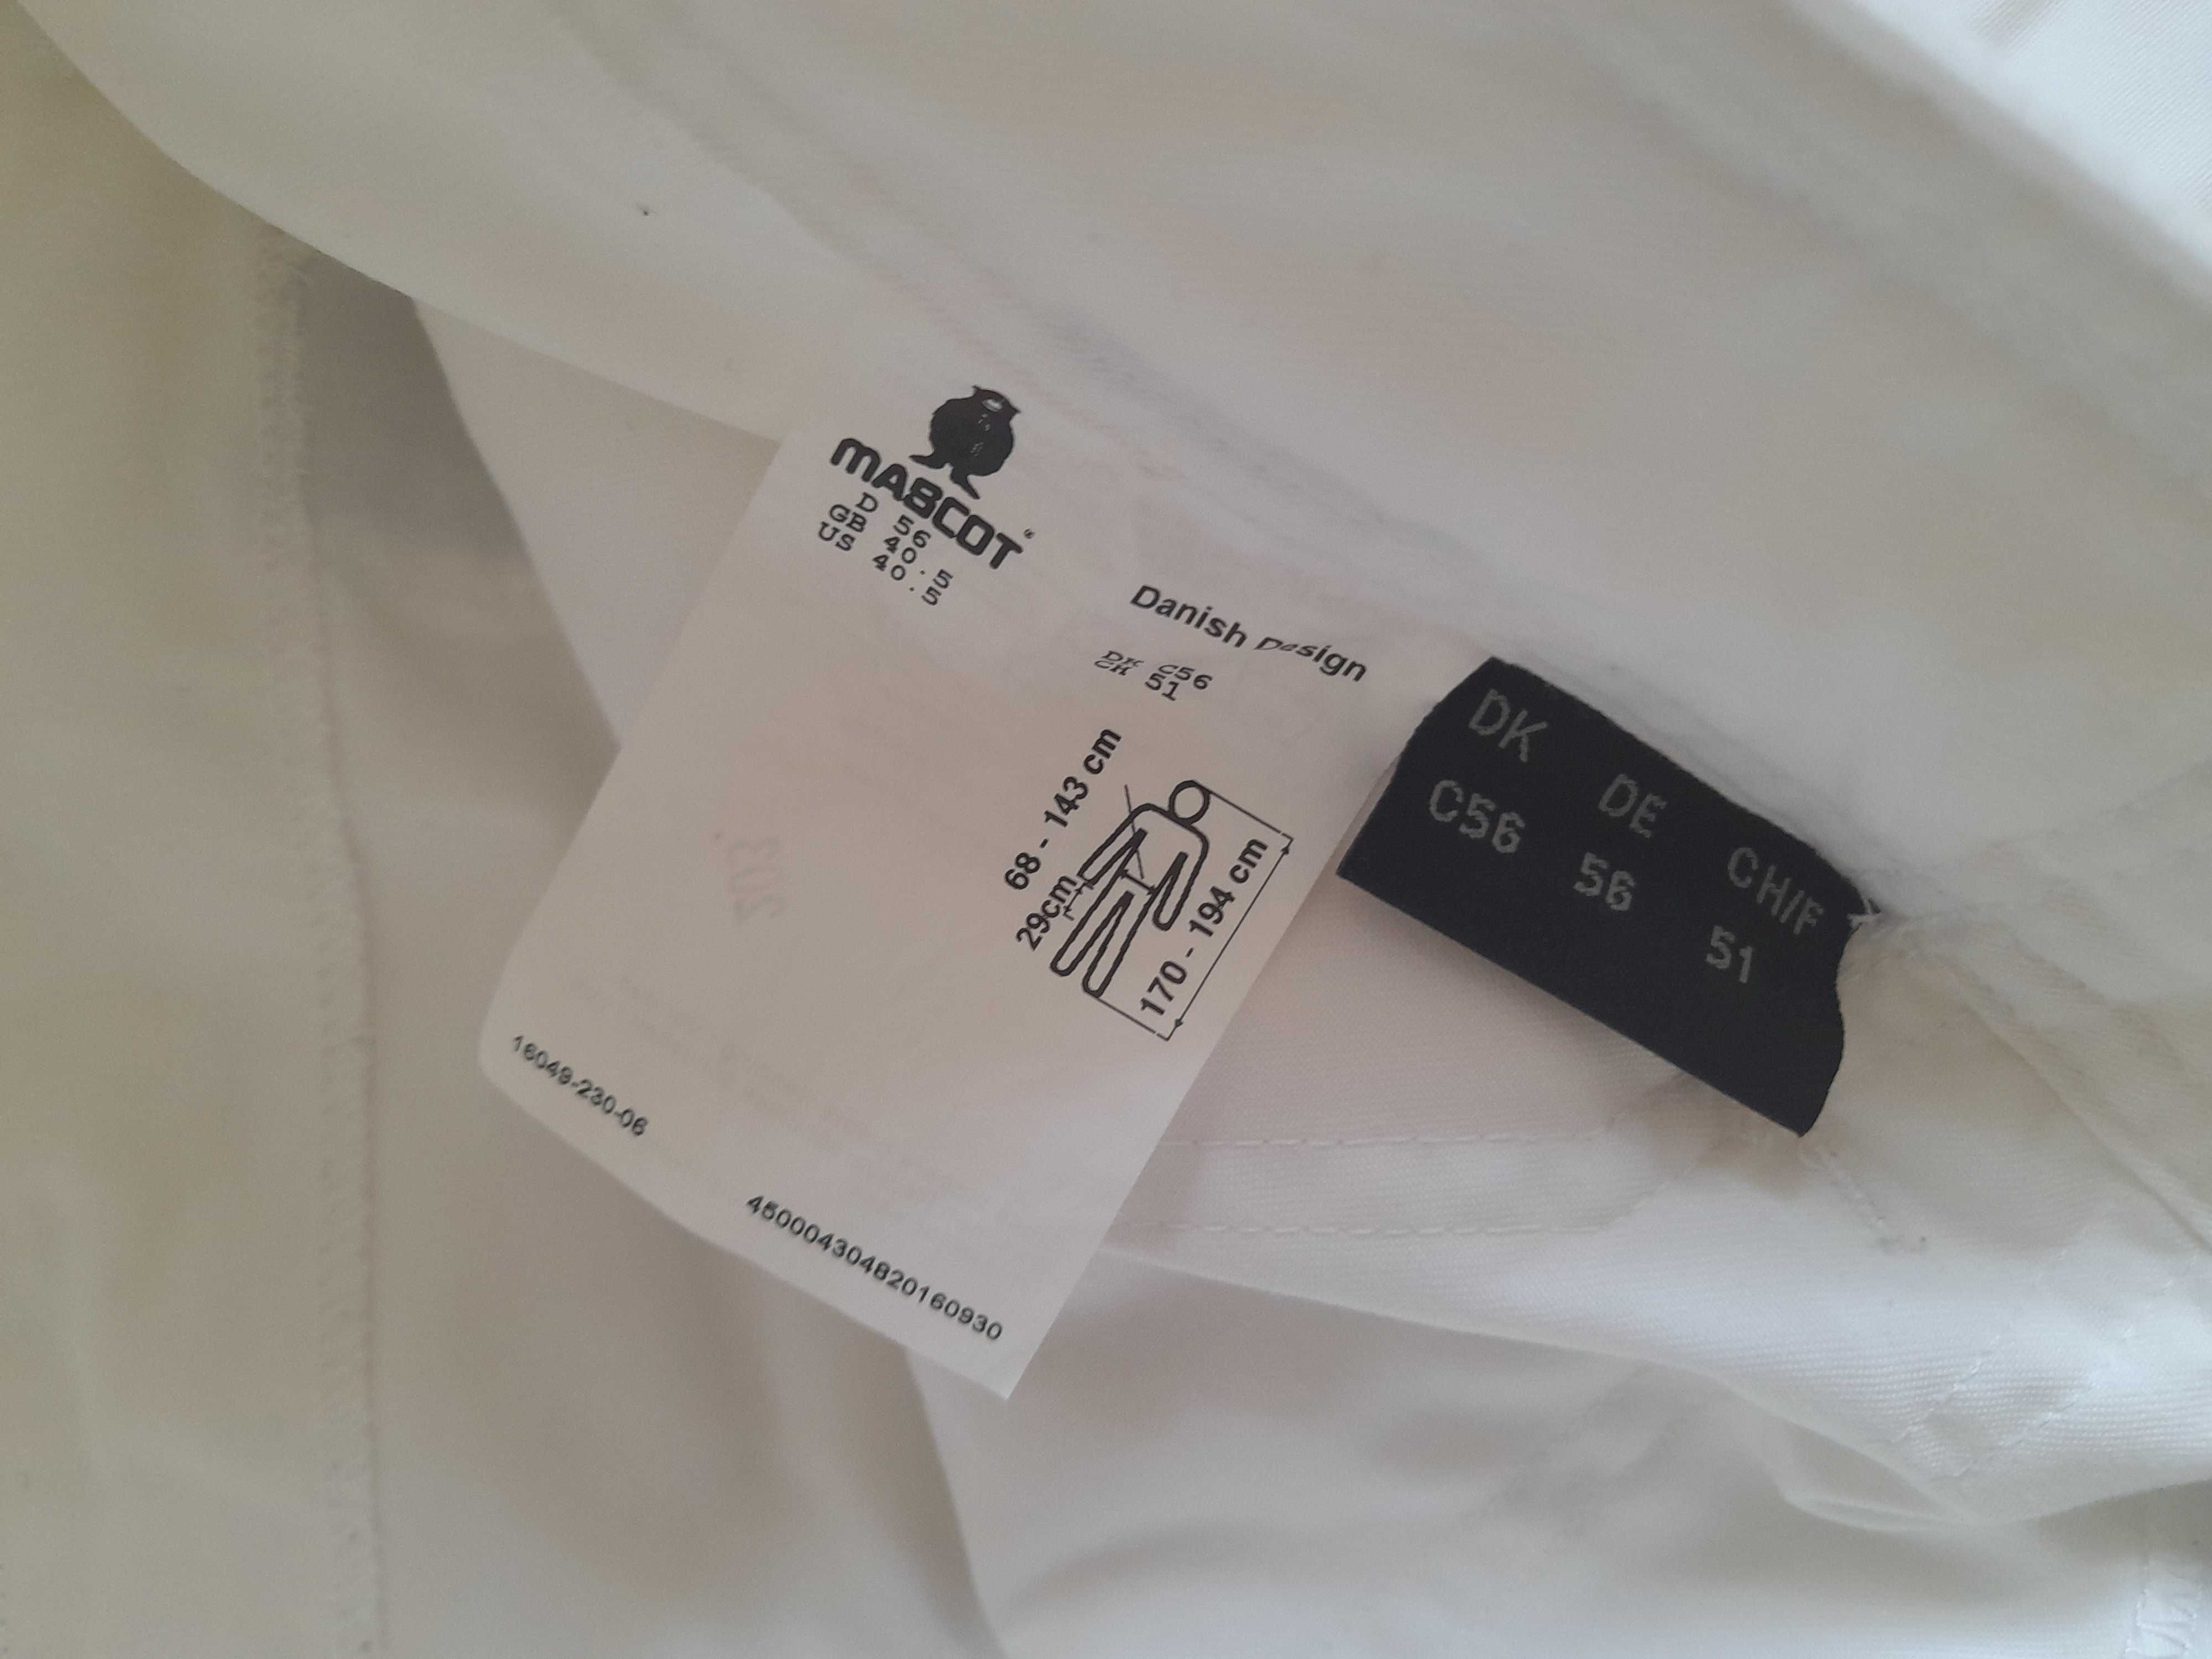 MASCOT®
D 56
GB 40.5
US 40.5
Danish Design
DK C56
CH 51
68 - 143 cm
29cm
170 - 194 cm
16049-230-06
450004304820160930
DK DE CH/F
C56 56 51